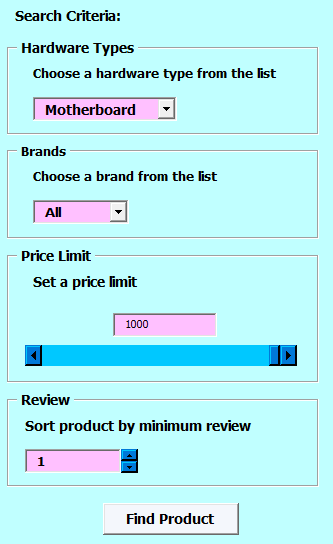 Search Criteria:
Hardware Types
Choose a hardware type from the list
Motherboard
Brands
Choose a brand from the list
All
Price Limit
Set a price limit
1000
Review
Sort product by minimum review
1
Find Product